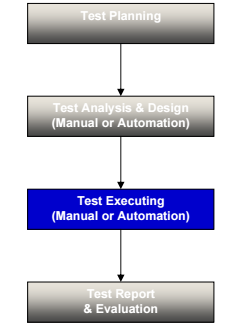 Test Planning
Test Analysis & Design
(Manual or Automation)
Test Executing
(Manual or Automation)
Test Report
& Evaluation